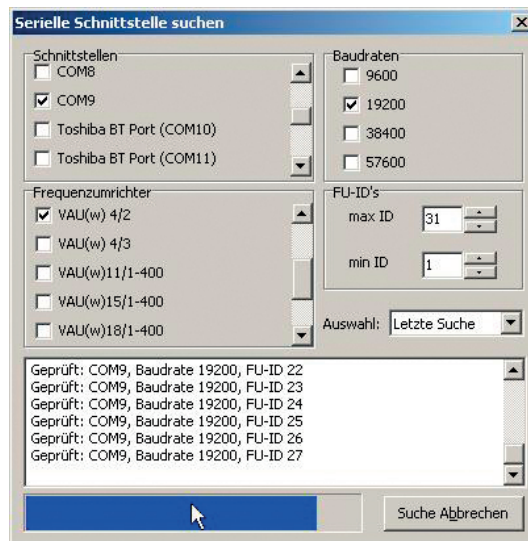 Serielle Schnittstelle suchen
Schnittstellen
COM8
COM9
Toshiba BT Port (COM10)
Toshiba BT Port (COM11)
Baudraten
9600
19200
38400
57600
Frequenzumrichter
VAU(w) 4/2
VAU(w) 4/3
VAU(w)11/1-400
VAU(w)15/1-400
VAU(w)18/1-400
FU-ID's
max ID 31
min ID 1
Auswahl: Letzte Suche
Geprüft: COM9, Baudrate 19200, FU-ID 22
Geprüft: COM9, Baudrate 19200, FU-ID 23
Geprüft: COM9, Baudrate 19200, FU-ID 24
Geprüft: COM9, Baudrate 19200, FU-ID 25
Geprüft: COM9, Baudrate 19200, FU-ID 26
Geprüft: COM9, Baudrate 19200, FU-ID 27
Suche Abbrechen